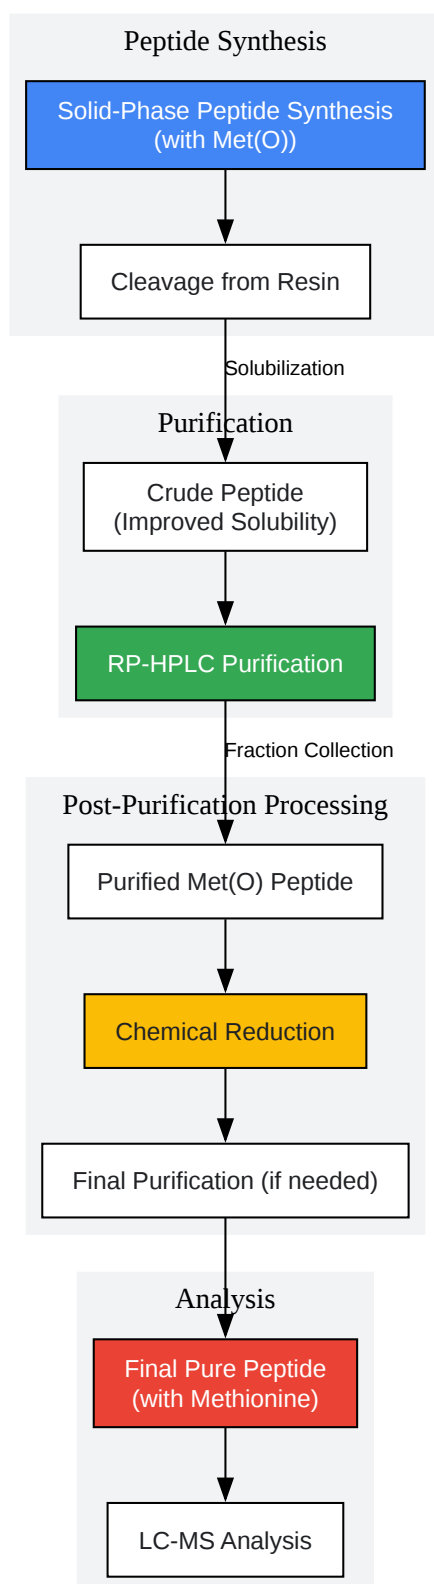 Peptide Synthesis
Solid-Phase Peptide Synthesis
(with Met(O))
Cleavage from Resin
Solubilization
Purification
Crude Peptide
(Improved Solubility)
RP-HPLC Purification
Fraction Collection
Post-Purification Processing
Purified Met(O) Peptide
Chemical Reduction
Final Purification (if needed)
Analysis
Final Pure Peptide
(with Methionine)
LC-MS Analysis